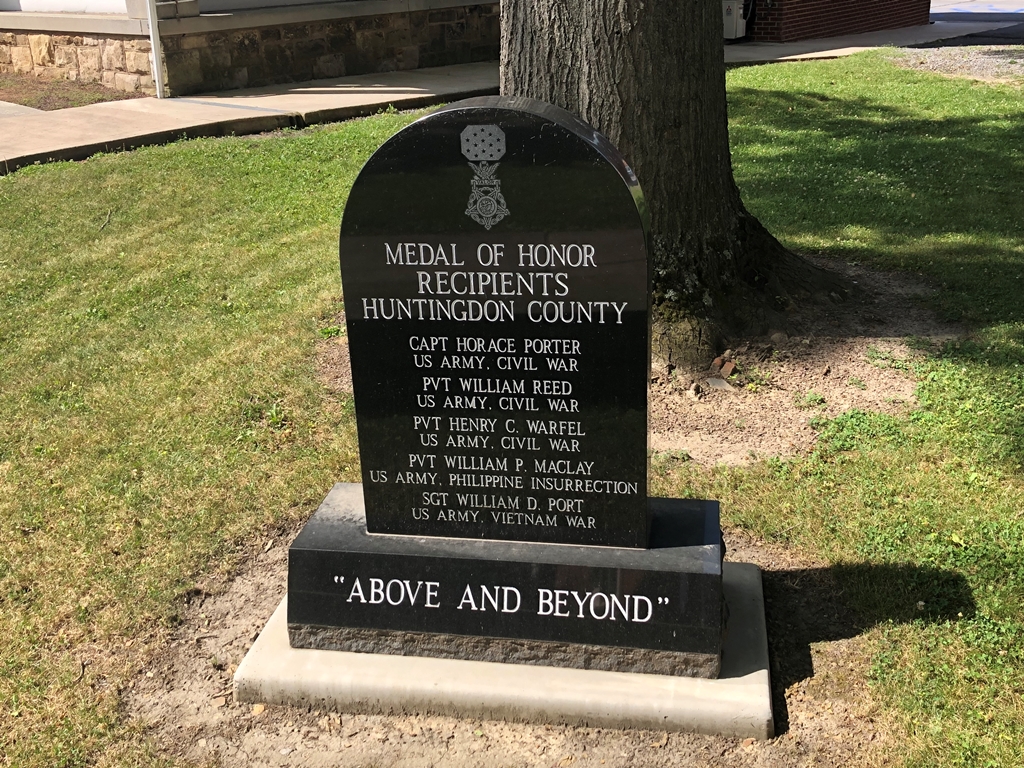 VALOR
MEDAL OF HONOR
RECIPIENTS
HUNTINGDON COUNTY
CAPT HORACE PORTER
US ARMY, CIVIL WAR
PVT WILLIAM REED
US ARMY, CIVIL WAR
PVT HENRY C. WARFEL
US ARMY, CIVIL WAR
PVT WILLIAM P. MACLAY
US ARMY, PHILIPPINE INSURRECTION
SGT WILLIAM D. PORT
US ARMY, VIETNAM WAR
"ABOVE AND BEYOND"